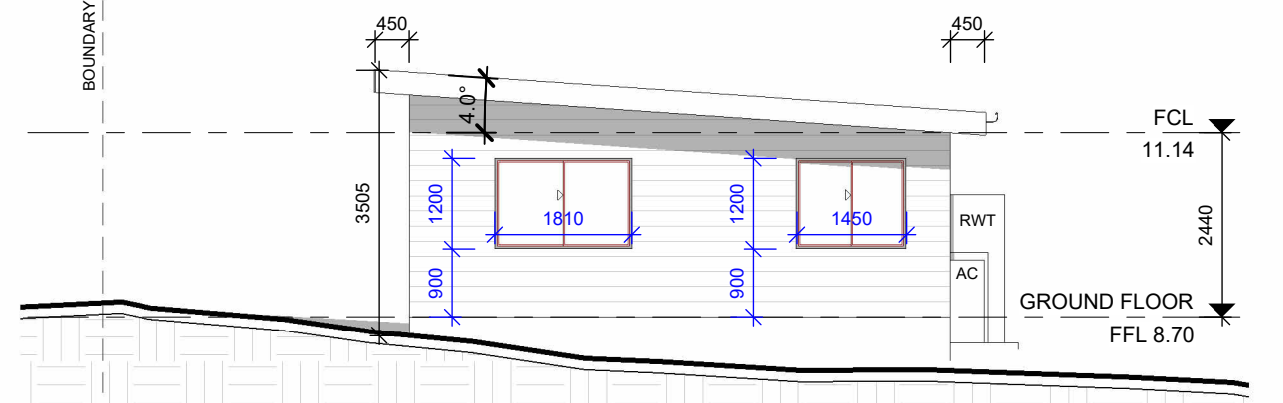 BOUNDARY
450
450
4.0°
FCL
11.14
3505
1200
1810
1200
1450
RWT
2440
900
900
AC
GROUND FLOOR
FFL 8.70